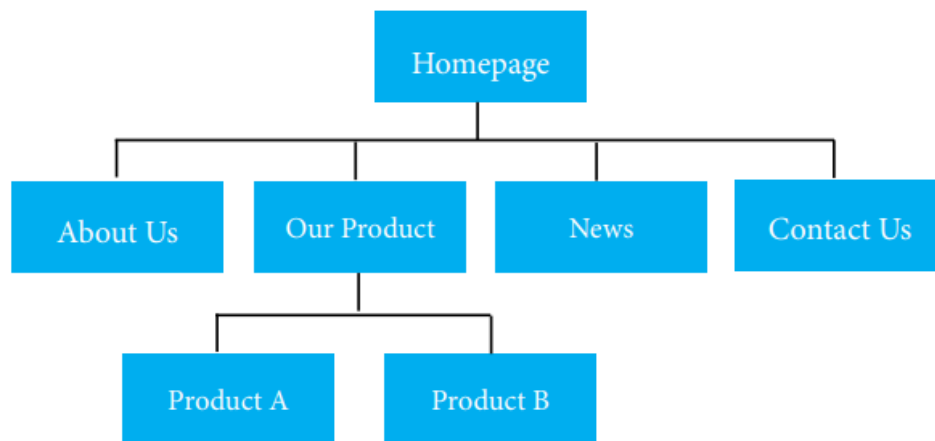 Homepage
About Us
Our Product
News
Contact Us
Product A
Product B